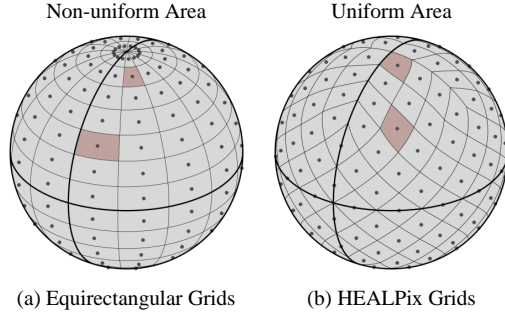 Non-uniform Area
Uniform Area
(a) Equirectangular Grids
(b) HEALPix Grids